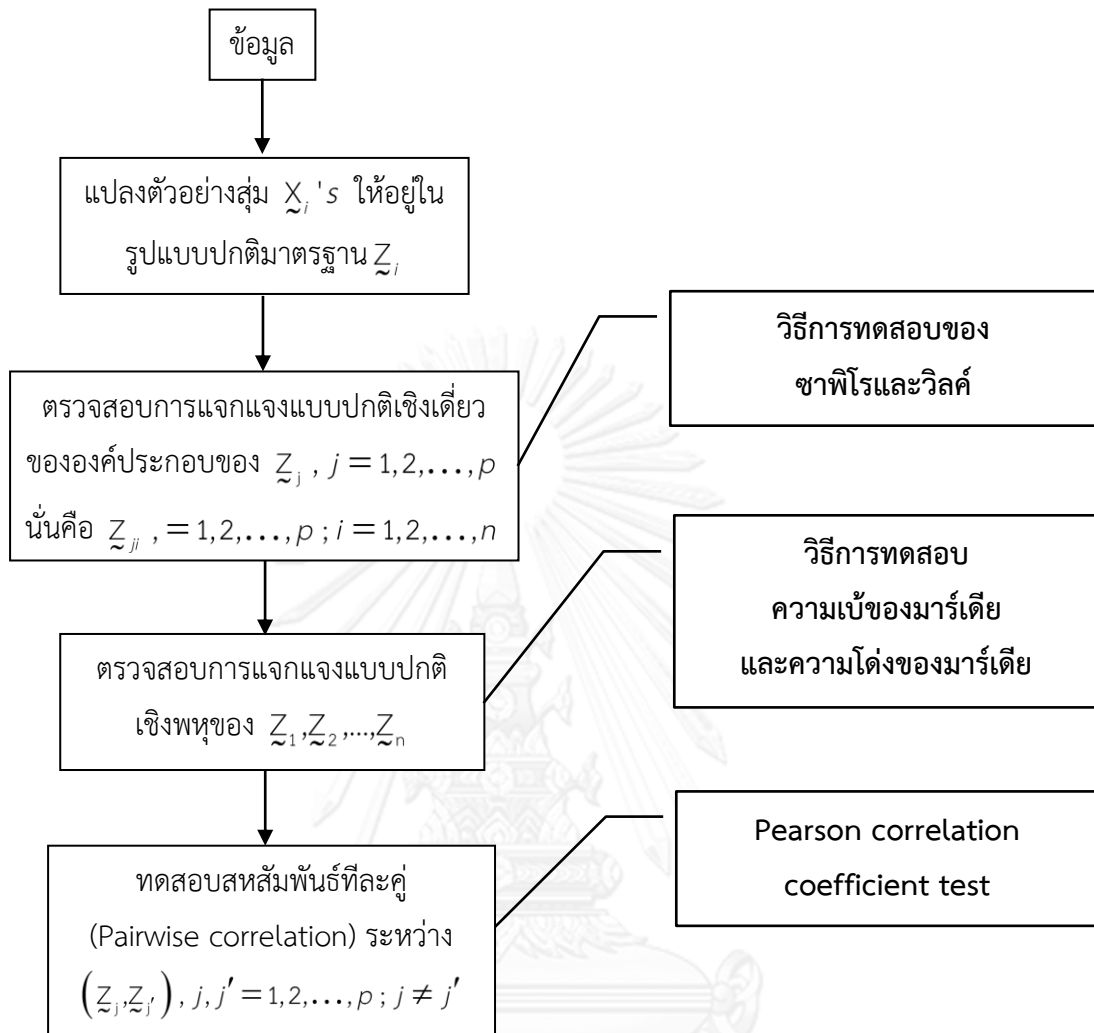 ข้อมูล
แปลงตัวอย่างสุ่ม X̰ᵢ 's ให้อยู่ใน
รูปแบบปกติมาตรฐาน Z̰ᵢ
วิธีการทดสอบของ
ซาพิโรและวิลค์
ตรวจสอบการแจกแจงแบบปกติเชิงเดี่ยว
ขององค์ประกอบของ Z̰ⱼ , j = 1,2,...,p
นั่นคือ Z̰ⱼᵢ , = 1,2,...,p ; i = 1,2,...,n
วิธีการทดสอบ
ความเบ้ของมาร์เดีย
และความโด่งของมาร์เดีย
ตรวจสอบการแจกแจงแบบปกติ
เชิงพหุของ Z̰₁,Z̰₂,...,Z̰ₙ
Pearson correlation
coefficient test
ทดสอบสหสัมพันธ์ทีละคู่
(Pairwise correlation) ระหว่าง
(Z̰ⱼ,Z̰ⱼ′) , j, j′ = 1,2,...,p ; j ≠ j′